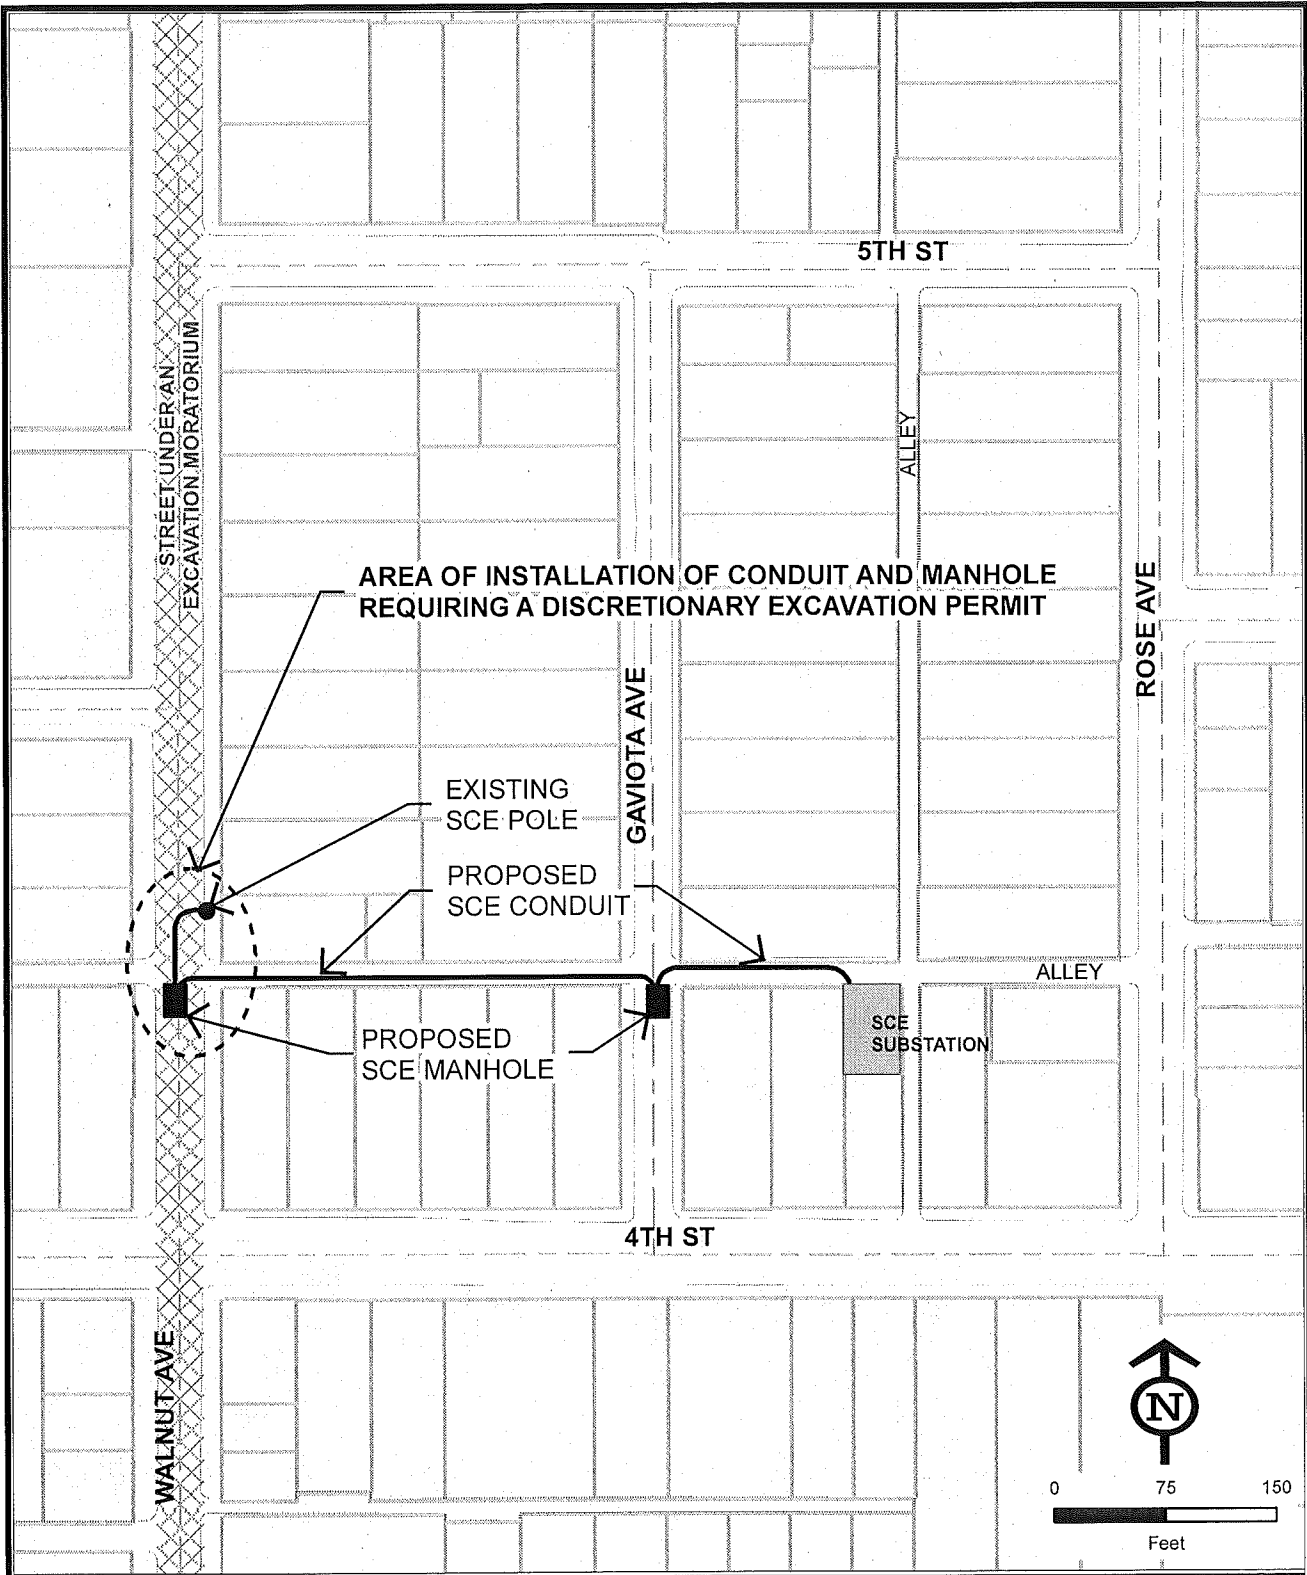 5TH ST
STREET UNDER AN
EXCAVATION MORATORIUM
ALLEY
AREA OF INSTALLATION OF CONDUIT AND MANHOLE
REQUIRING A DISCRETIONARY EXCAVATION PERMIT
ROSE AVE
GAVIOTA AVE
EXISTING
SCE POLE
PROPOSED
SCE CONDUIT
ALLEY
SCE
SUBSTATION
PROPOSED
SCE MANHOLE
4TH ST
WALNUT AVE
N
0 75 150
Feet